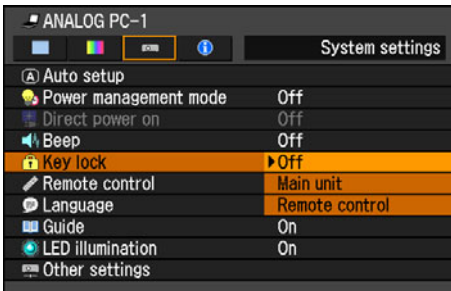 ANALOG PC-1
System settings
A Auto setup
Power management mode Off
Direct power on Off
Beep Off
Key lock Off
Remote control Main unit
Language Remote control
Guide On
LED illumination On
Other settings